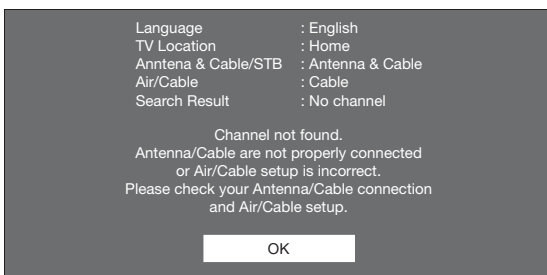 Language : English
TV Location : Home
Anntena & Cable/STB : Antenna & Cable
Air/Cable : Cable
Search Result : No channel
Channel not found.
Antenna/Cable are not properly connected
or Air/Cable setup is incorrect.
Please check your Antenna/Cable connection
and Air/Cable setup.
OK